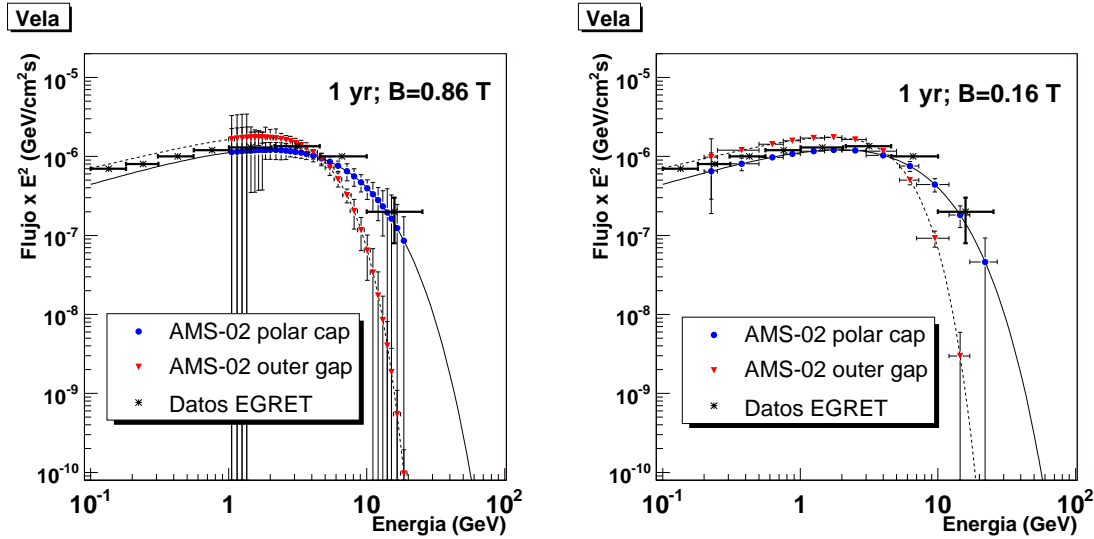 Vela
1 yr; B=0.86 T
Flujo x E² (GeV/cm²s)
10⁻⁵
10⁻⁶
10⁻⁷
10⁻⁸
10⁻⁹
10⁻¹⁰
AMS-02 polar cap
AMS-02 outer gap
Datos EGRET
10⁻¹
1
10
10²
Energia (GeV)
Vela
1 yr; B=0.16 T
Flujo x E² (GeV/cm²s)
10⁻⁵
10⁻⁶
10⁻⁷
10⁻⁸
10⁻⁹
10⁻¹⁰
AMS-02 polar cap
AMS-02 outer gap
Datos EGRET
10⁻¹
1
10
10²
Energia (GeV)